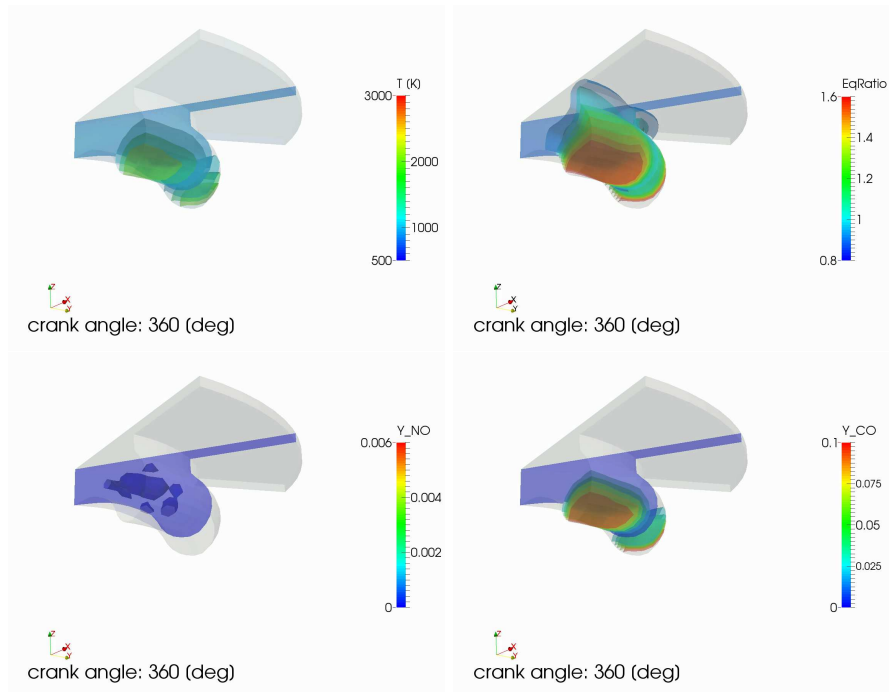 T (K)
3000
2000
1000
500
Z
X
Y
crank angle: 360 (deg)
EqRatio
1.6
1.4
1.2
1
0.8
Z
X
Y
crank angle: 360 (deg)
Y_NO
0.006
0.004
0.002
0
Z
X
Y
crank angle: 360 (deg)
Y_CO
0.1
0.075
0.05
0.025
0
Z
X
Y
crank angle: 360 (deg)